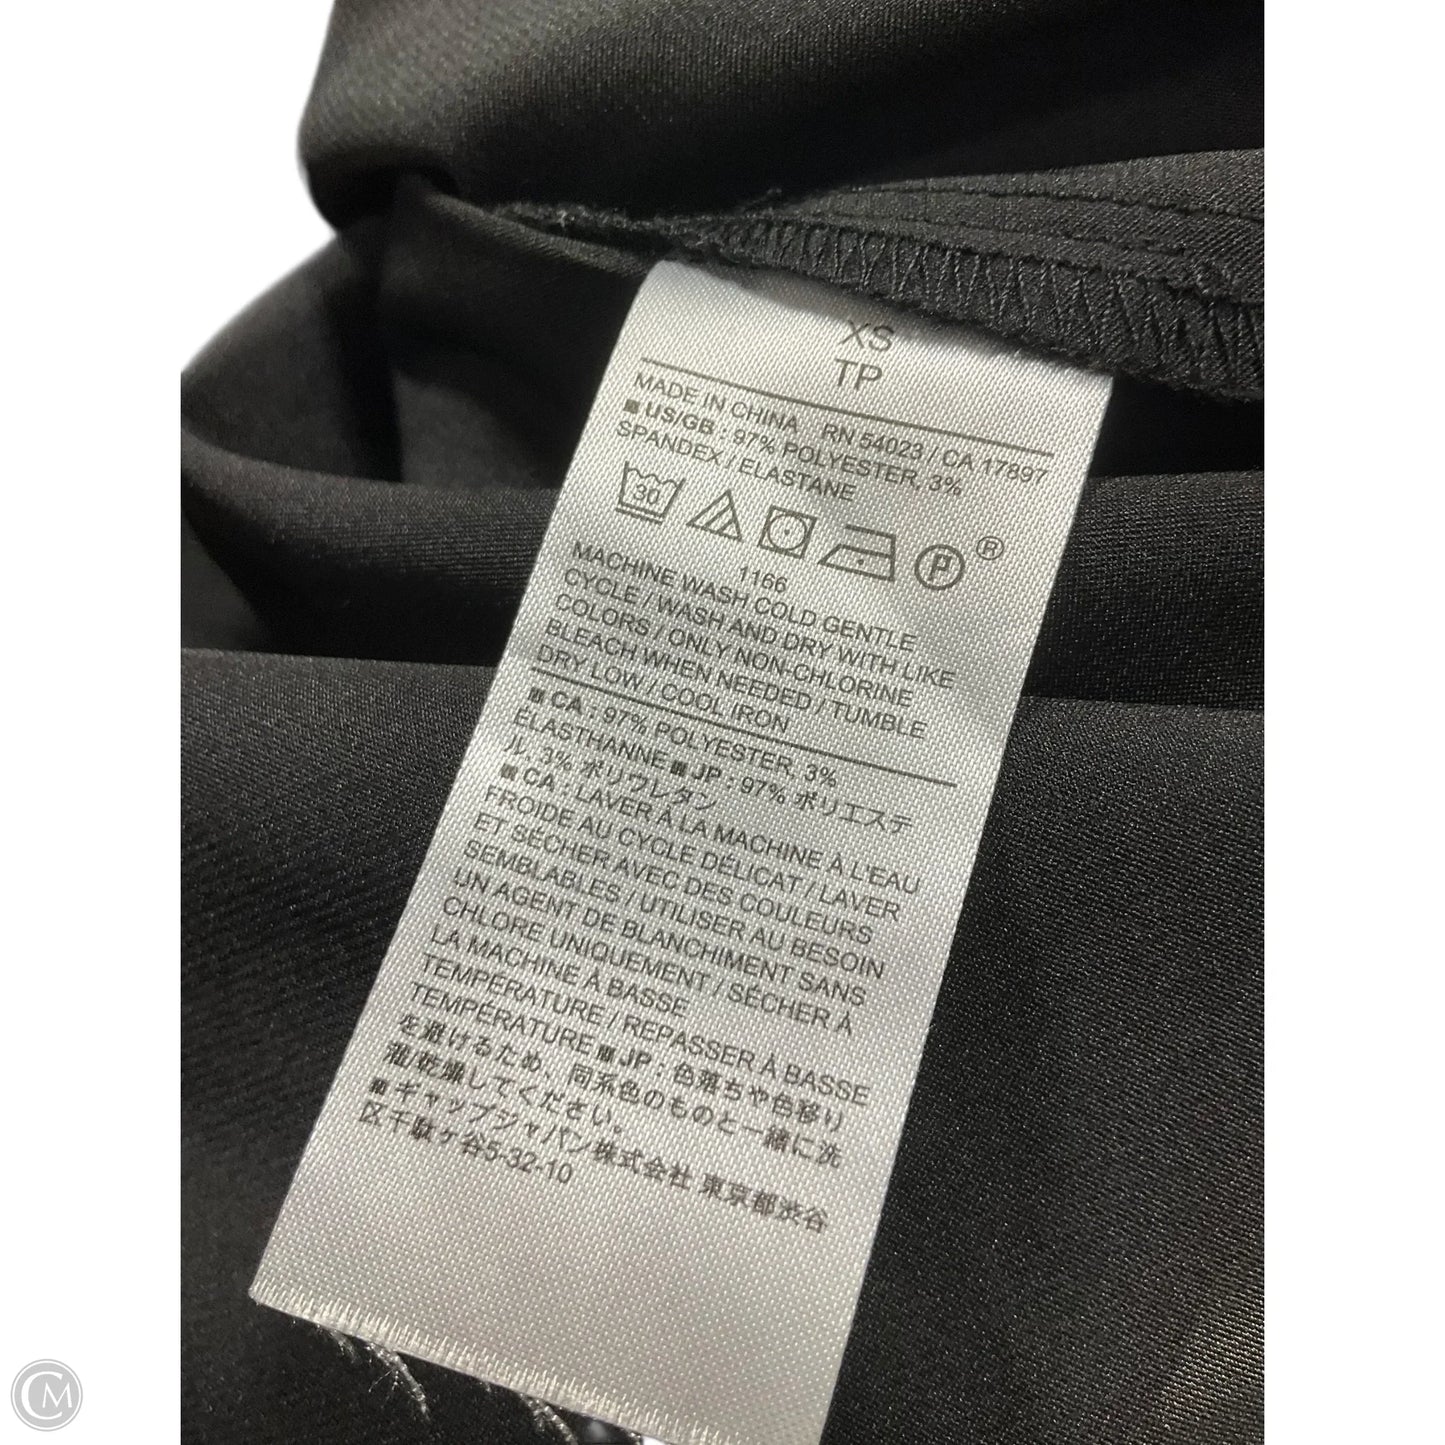 XS
TP
MADE IN CHINA RN 54023 / CA 17897
■ US/GB : 97% POLYESTER, 3%
SPANDEX / ELASTANE
30 P ®
1166
MACHINE WASH COLD GENTLE
CYCLE / WASH AND DRY WITH LIKE
COLORS / ONLY NON-CHLORINE
BLEACH WHEN NEEDED / TUMBLE
DRY LOW / COOL IRON
■ CA : 97% POLYESTER, 3%
ELASTHANNE ■ JP : 97% ポリエステ
ル, 3% ポリウレタン
■ CA : LAVER À LA MACHINE À L'EAU
FROIDE AU CYCLE DÉLICAT / LAVER
ET SÉCHER AVEC DES COULEURS
SEMBLABLES / UTILISER AU BESOIN
UN AGENT DE BLANCHIMENT SANS
CHLORE UNIQUEMENT / SÉCHER À
LA MACHINE À BASSE
TEMPÉRATURE / REPASSER À BASSE
TEMPÉRATURE ■ JP : 色落ちや色移り
を避けるため、同系色のものと一緒に洗
濯/乾燥してください。
■ ギャップジャパン株式会社 東京都渋谷
区千駄ヶ谷5-32-10
CM